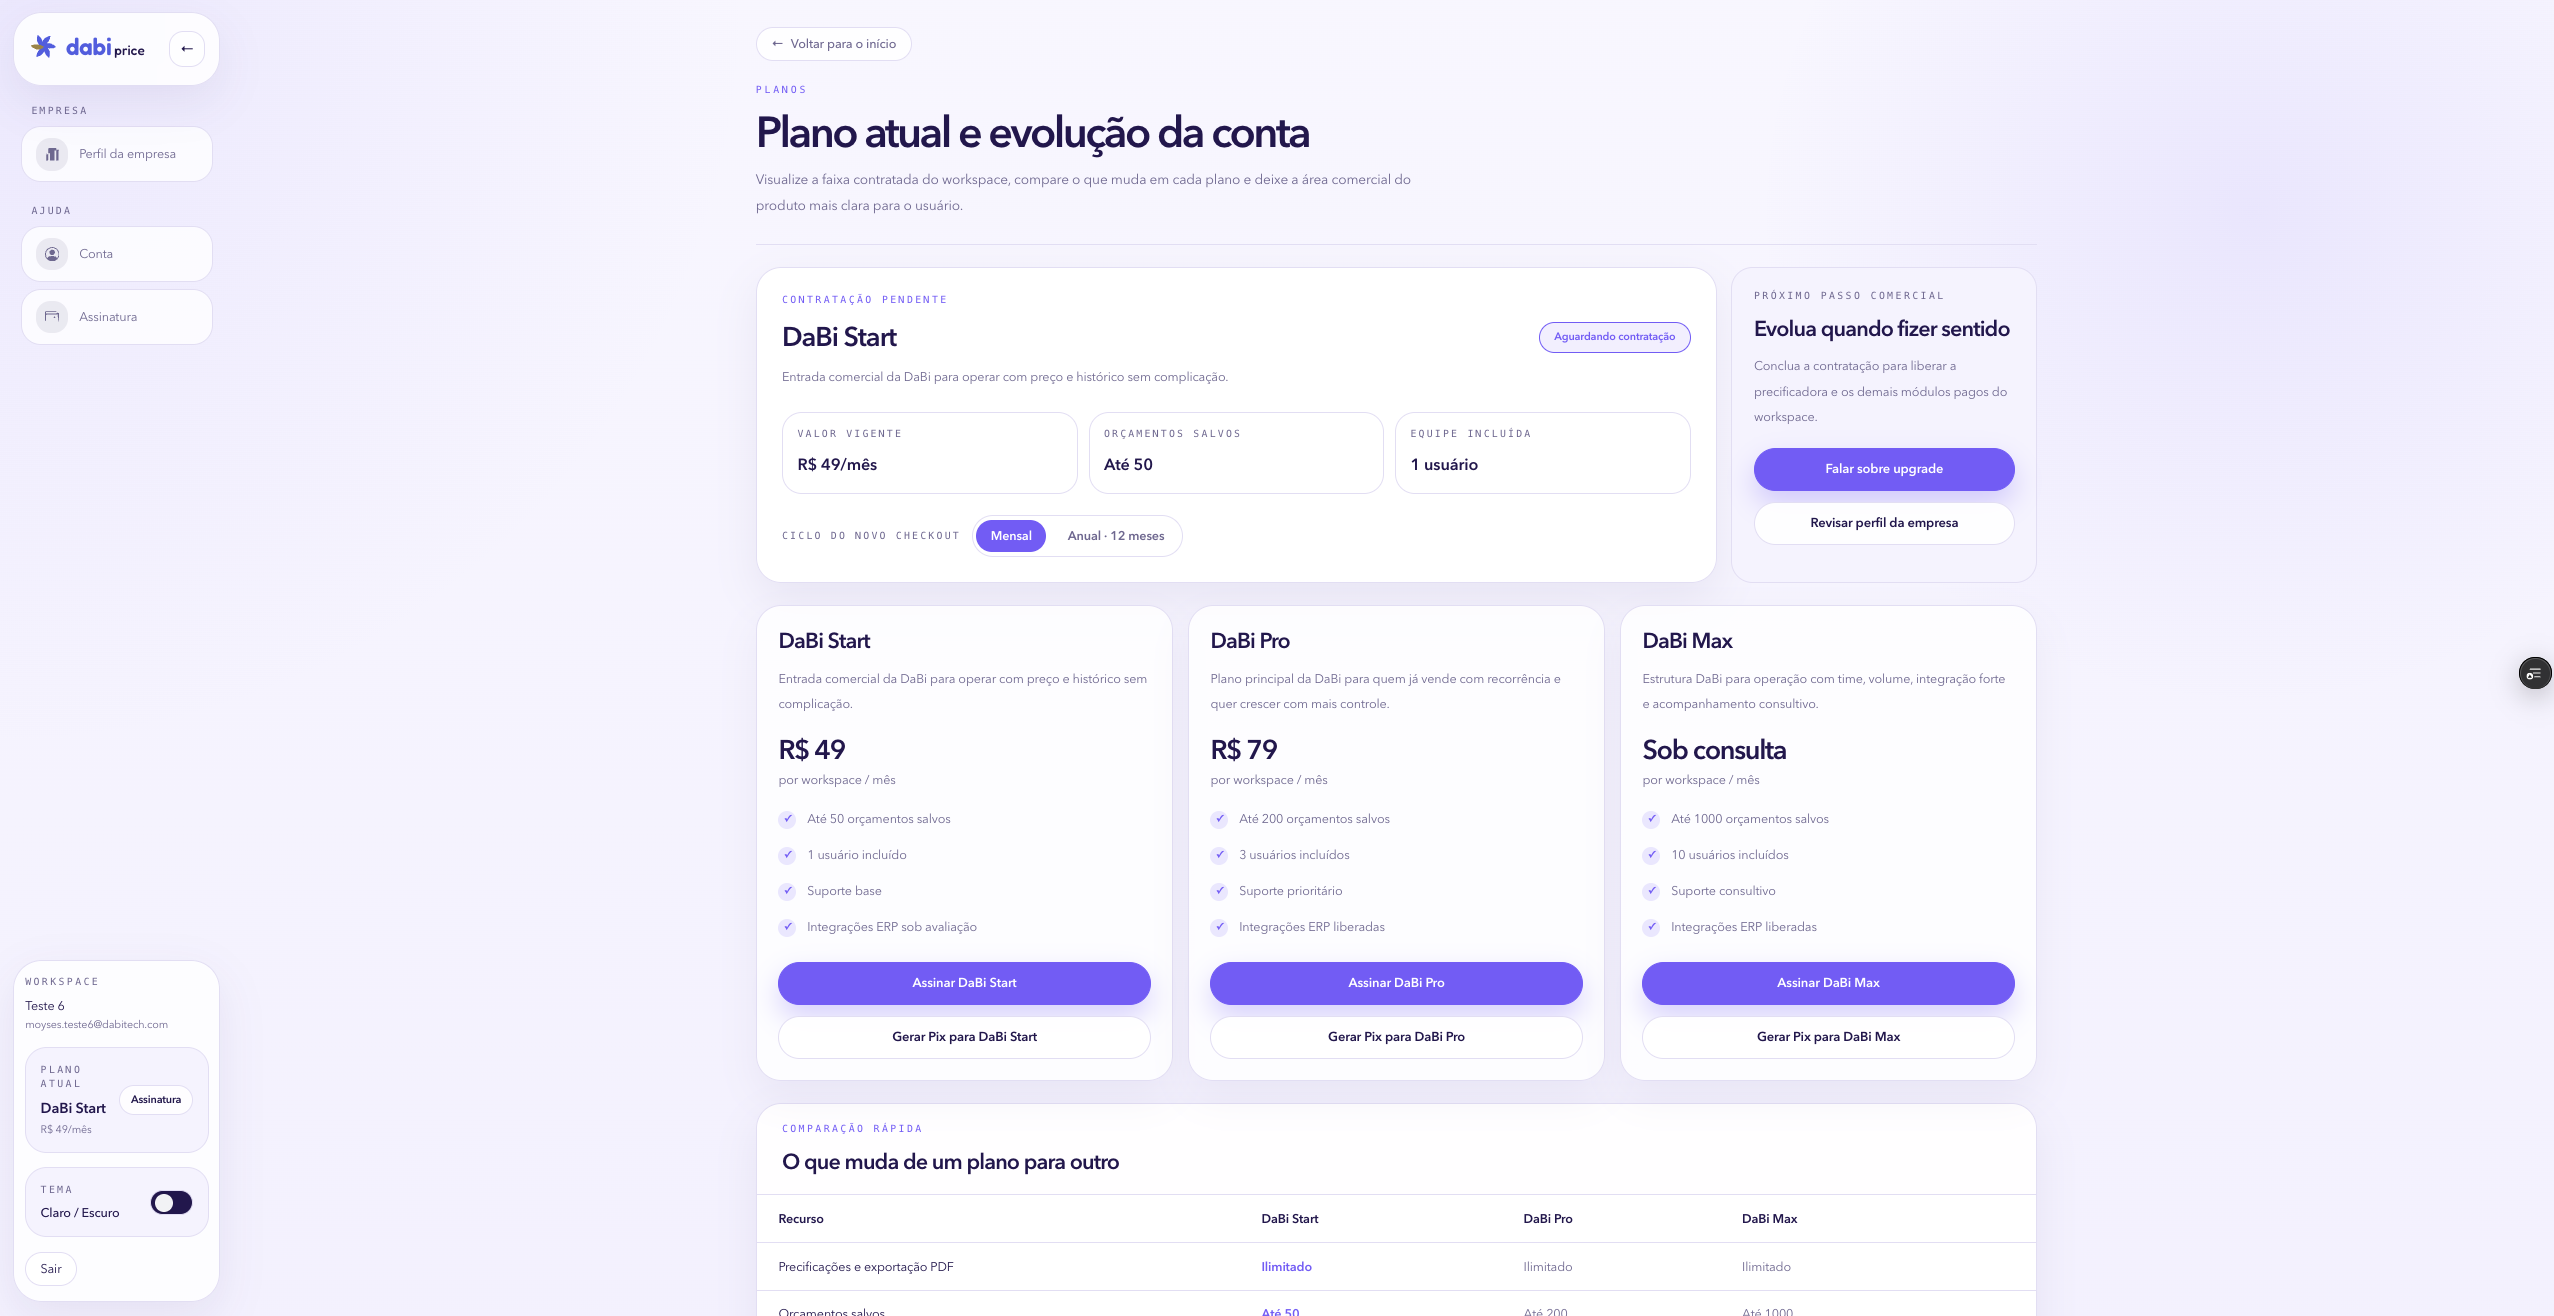 dabi price
←
EMPRESA
Perfil da empresa
AJUDA
Conta
Assinatura
WORKSPACE
Teste 6
moyses.teste6@dabitech.com
PLANO
ATUAL
DaBi Start
R$ 49/mês
Assinatura
TEMA
Claro / Escuro
Sair
← Voltar para o início
PLANOS
Plano atual e evolução da conta
Visualize a faixa contratada do workspace, compare o que muda em cada plano e deixe a área comercial do
produto mais clara para o usuário.
CONTRATAÇÃO PENDENTE
DaBi Start
Aguardando contratação
Entrada comercial da DaBi para operar com preço e histórico sem complicação.
VALOR VIGENTE
R$ 49/mês
ORÇAMENTOS SALVOS
Até 50
EQUIPE INCLUÍDA
1 usuário
CICLO DO NOVO CHECKOUT
Mensal
Anual · 12 meses
PRÓXIMO PASSO COMERCIAL
Evolua quando fizer sentido
Conclua a contratação para liberar a
precificadora e os demais módulos pagos do
workspace.
Falar sobre upgrade
Revisar perfil da empresa
DaBi Start
Entrada comercial da DaBi para operar com preço e histórico sem
complicação.
R$ 49
por workspace / mês
✓ Até 50 orçamentos salvos
✓ 1 usuário incluído
✓ Suporte base
✓ Integrações ERP sob avaliação
Assinar DaBi Start
Gerar Pix para DaBi Start
DaBi Pro
Plano principal da DaBi para quem já vende com recorrência e
quer crescer com mais controle.
R$ 79
por workspace / mês
✓ Até 200 orçamentos salvos
✓ 3 usuários incluídos
✓ Suporte prioritário
✓ Integrações ERP liberadas
Assinar DaBi Pro
Gerar Pix para DaBi Pro
DaBi Max
Estrutura DaBi para operação com time, volume, integração forte
e acompanhamento consultivo.
Sob consulta
por workspace / mês
✓ Até 1000 orçamentos salvos
✓ 10 usuários incluídos
✓ Suporte consultivo
✓ Integrações ERP liberadas
Assinar DaBi Max
Gerar Pix para DaBi Max
COMPARAÇÃO RÁPIDA
O que muda de um plano para outro
Recurso DaBi Start DaBi Pro DaBi Max
Precificações e exportação PDF Ilimitado Ilimitado Ilimitado
Orçamentos salvos Até 50 Até 200 Até 1000